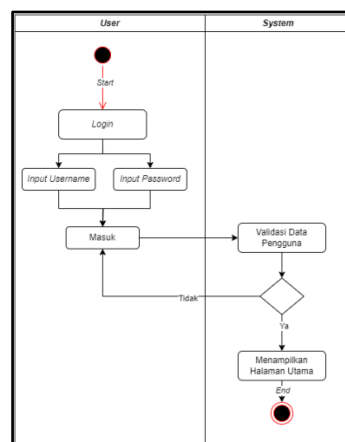 User
System
Start
Login
Input Username
Input Password
Masuk
Validasi Data
Pengguna
Tidak
Ya
Menampilkan
Halaman Utama
End